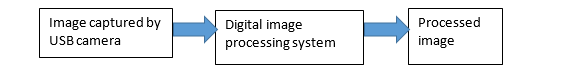 Image captured by
USB camera
Digital image
processing system
Processed
image